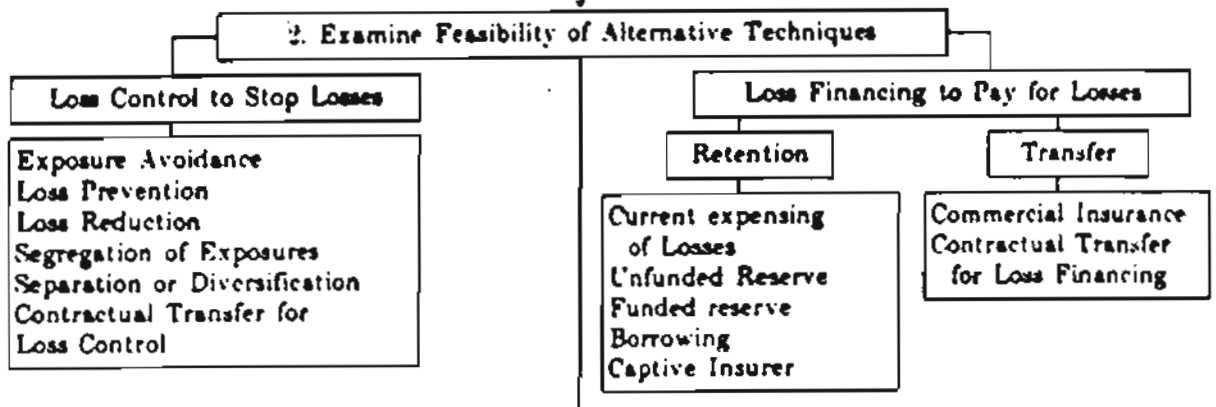 2. Examine Feasibility of Alternative Techniques
Loss Control to Stop Losses
Exposure Avoidance
Loss Prevention
Loss Reduction
Segregation of Exposures
Separation or Diversification
Contractual Transfer for
Loss Control
Loss Financing to Pay for Losses
Retention
Current expensing
of Losses
Unfunded Reserve
Funded reserve
Borrowing
Captive Insurer
Transfer
Commercial Insurance
Contractual Transfer
for Loss Financing